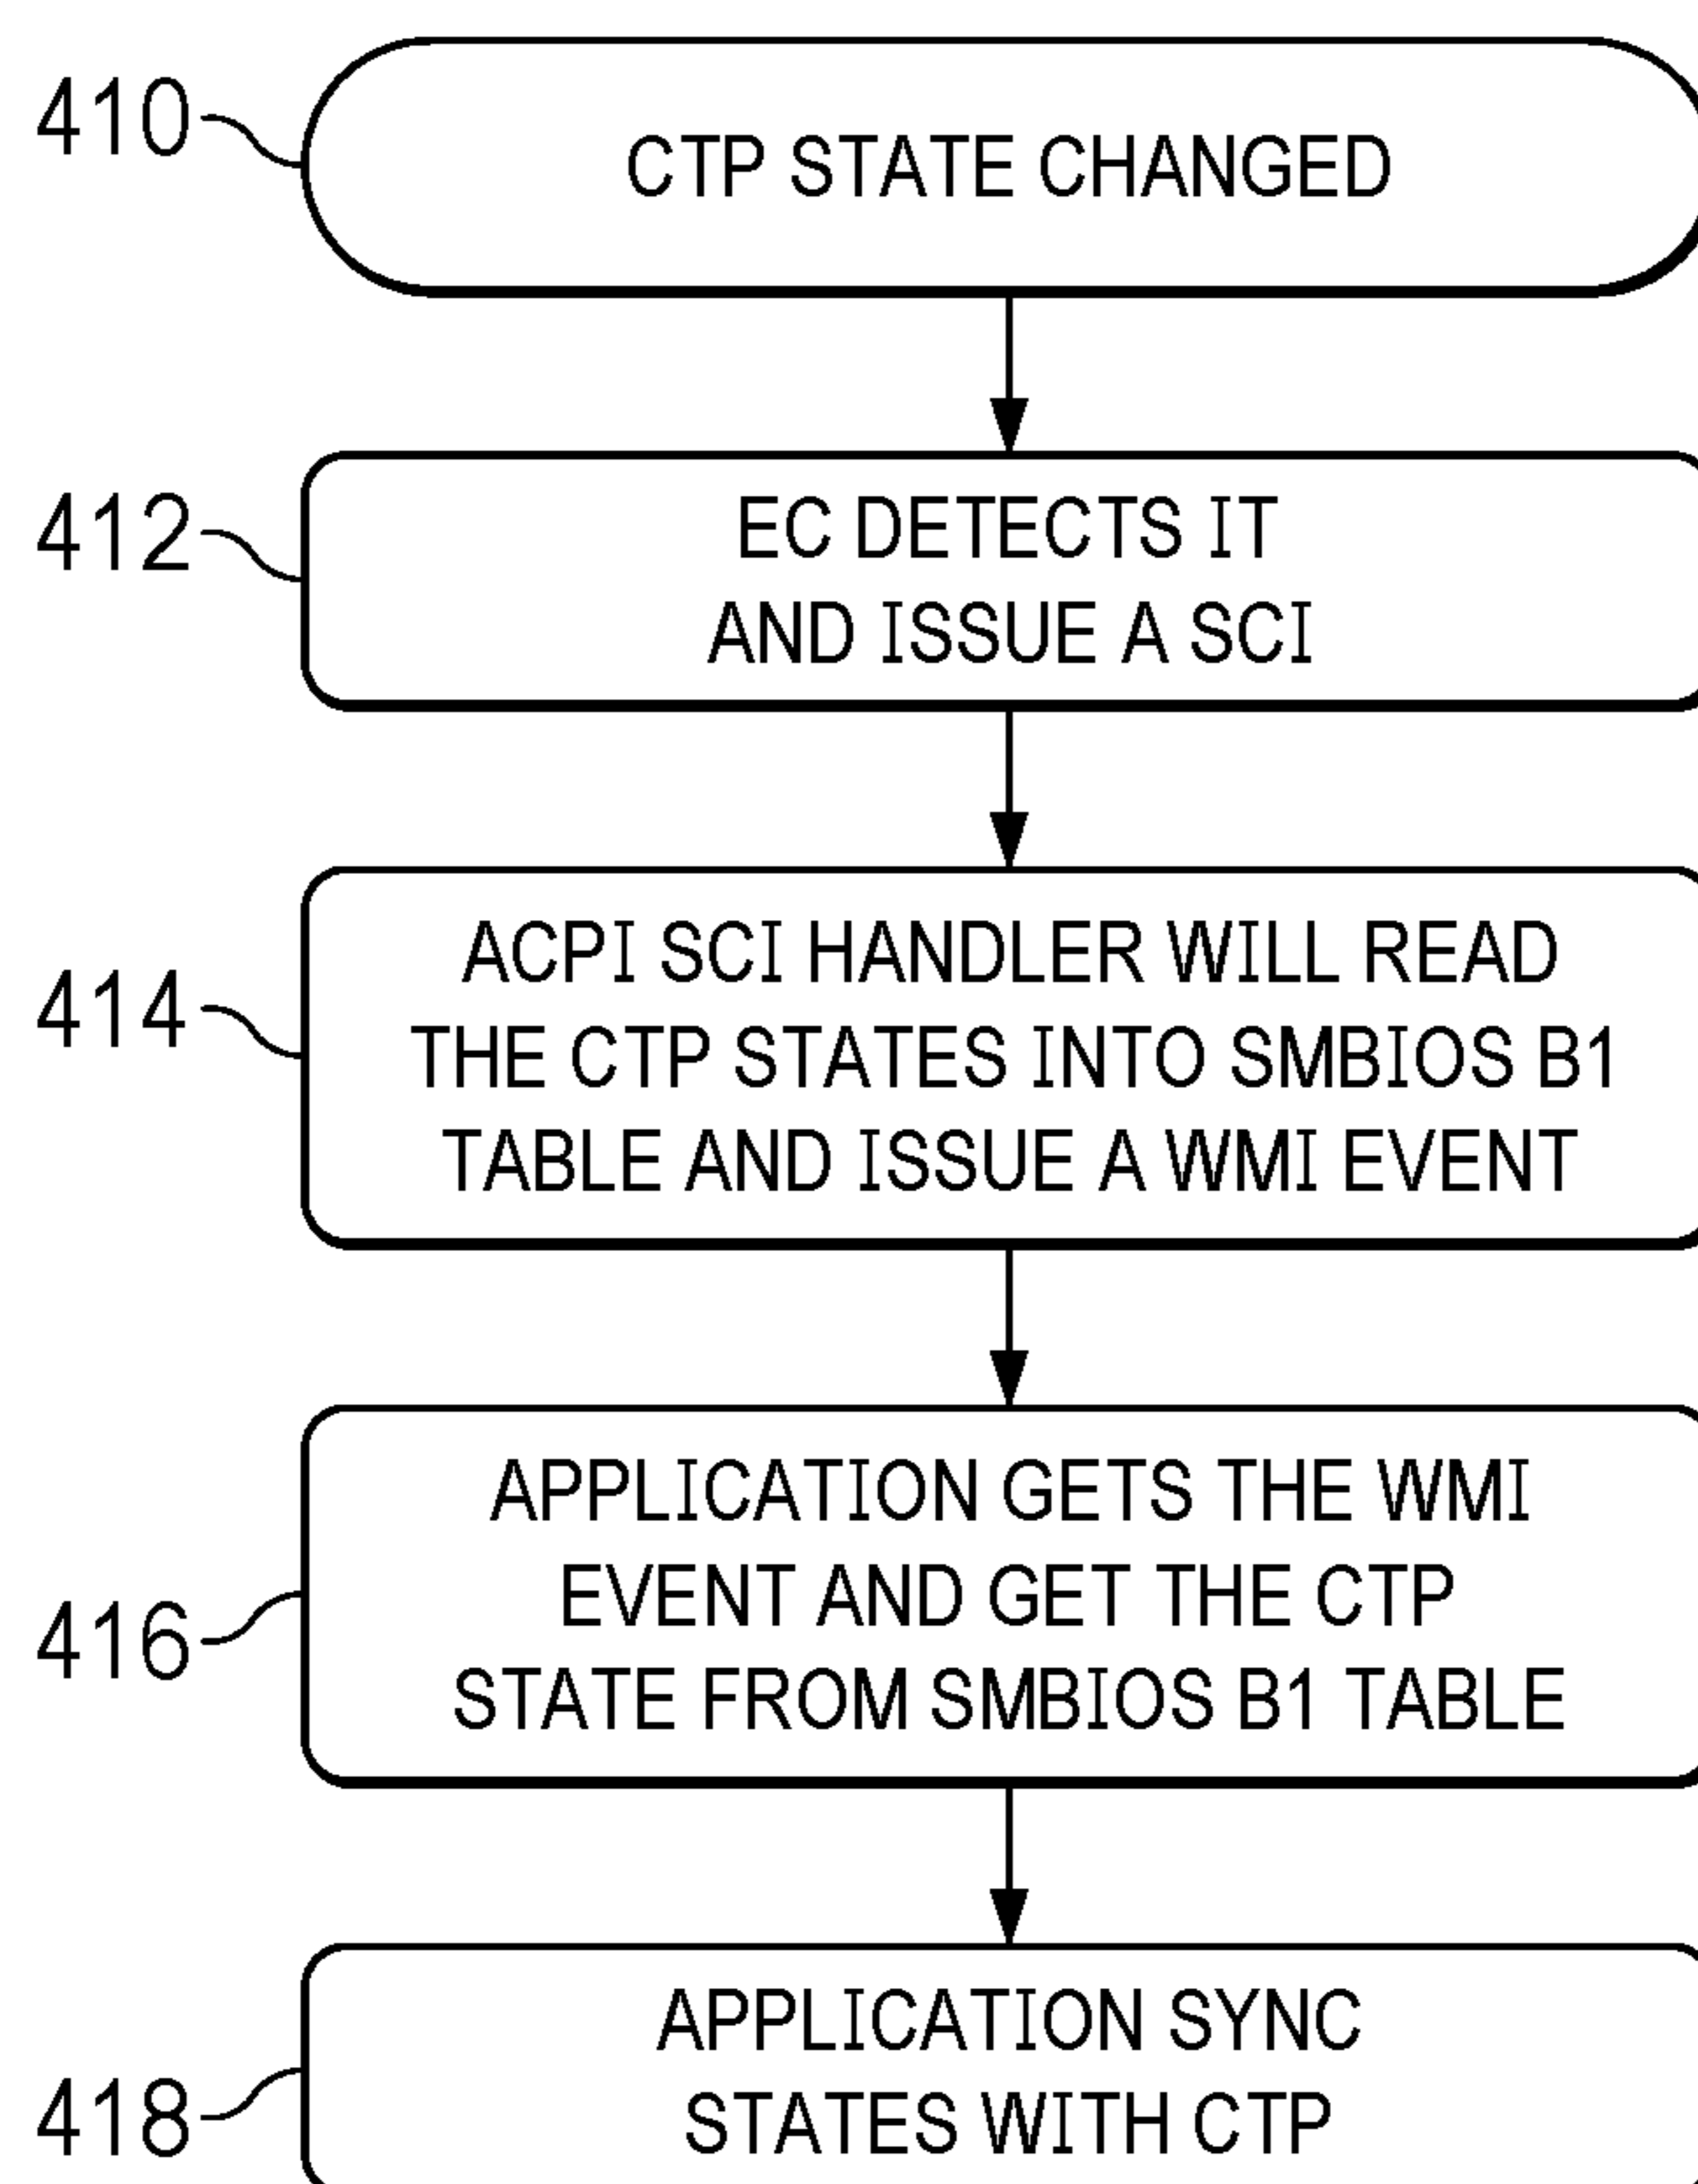 410
CTP STATE CHANGED
412
EC DETECTS IT
AND ISSUE A SCI
414
ACPI SCI HANDLER WILL READ
THE CTP STATES INTO SMBIOS B1
TABLE AND ISSUE A WMI EVENT
416
APPLICATION GETS THE WMI
EVENT AND GET THE CTP
STATE FROM SMBIOS B1 TABLE
418
APPLICATION SYNC
STATES WITH CTP